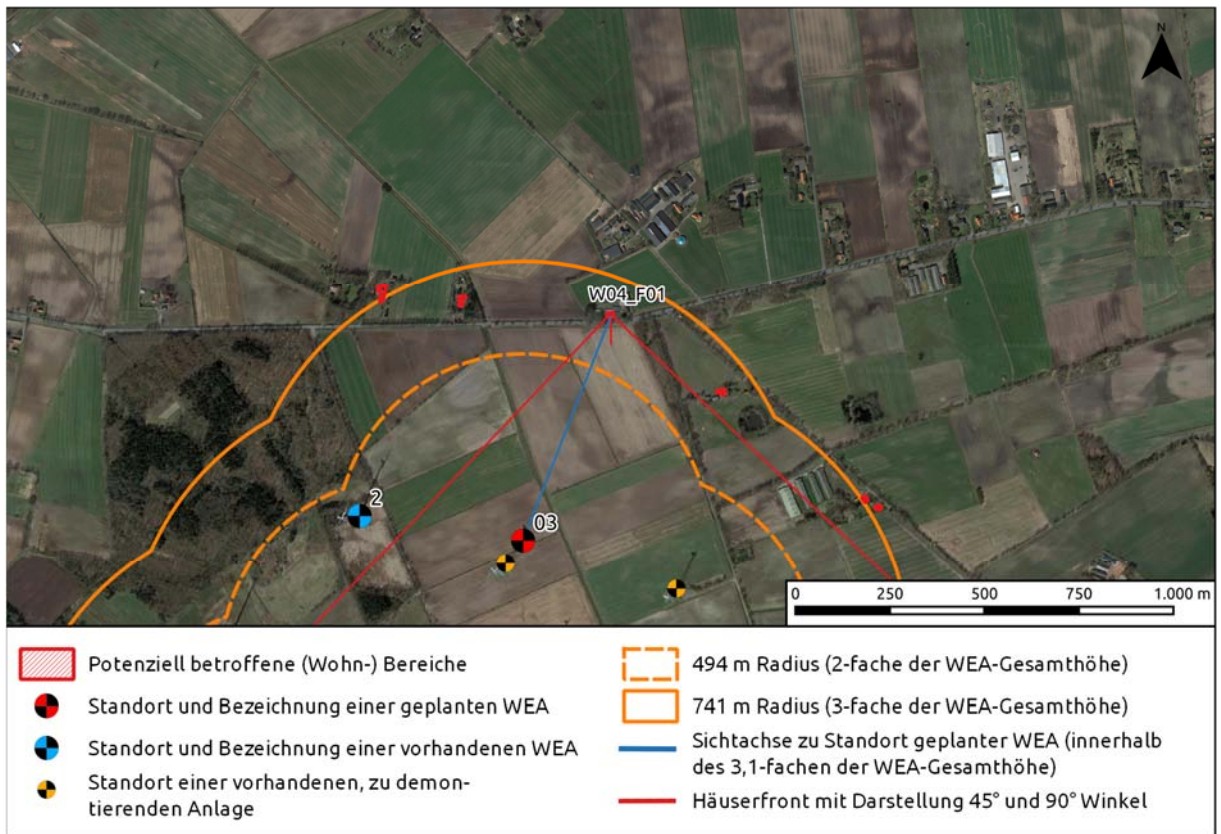 N
W04_F01
2
03
0 250 500 750 1.000 m
Potenziell betroffene (Wohn-) Bereiche
Standort und Bezeichnung einer geplanten WEA
Standort und Bezeichnung einer vorhandenen WEA
Standort einer vorhandenen, zu demon-
tierenden Anlage
494 m Radius (2-fache der WEA-Gesamthöhe)
741 m Radius (3-fache der WEA-Gesamthöhe)
Sichtachse zu Standort geplanter WEA (innerhalb
des 3,1-fachen der WEA-Gesamthöhe)
Häuserfront mit Darstellung 45° und 90° Winkel